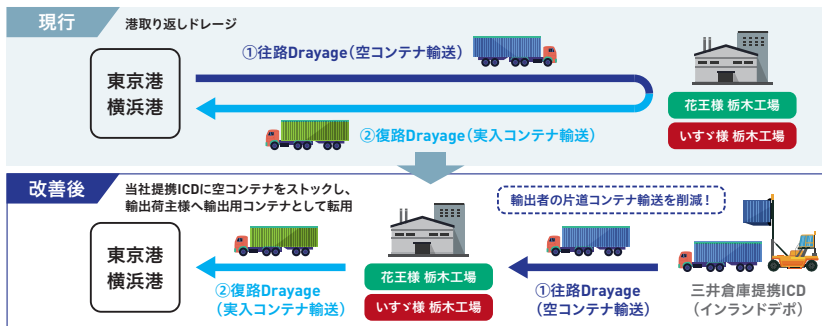 現行
港取り返しドレージ
東京港
横浜港
①往路Drayage(空コンテナ輸送)
②復路Drayage(実入コンテナ輸送)
花王様 栃木工場
いすゞ様 栃木工場
改善後
当社提携ICDに空コンテナをストックし、
輸出荷主様へ輸出用コンテナとして転用
輸出者の片道コンテナ輸送を削減!
東京港
横浜港
②復路Drayage
(実入コンテナ輸送)
花王様 栃木工場
いすゞ様 栃木工場
①往路Drayage
(空コンテナ輸送)
三井倉庫提携ICD
(インランドデポ)